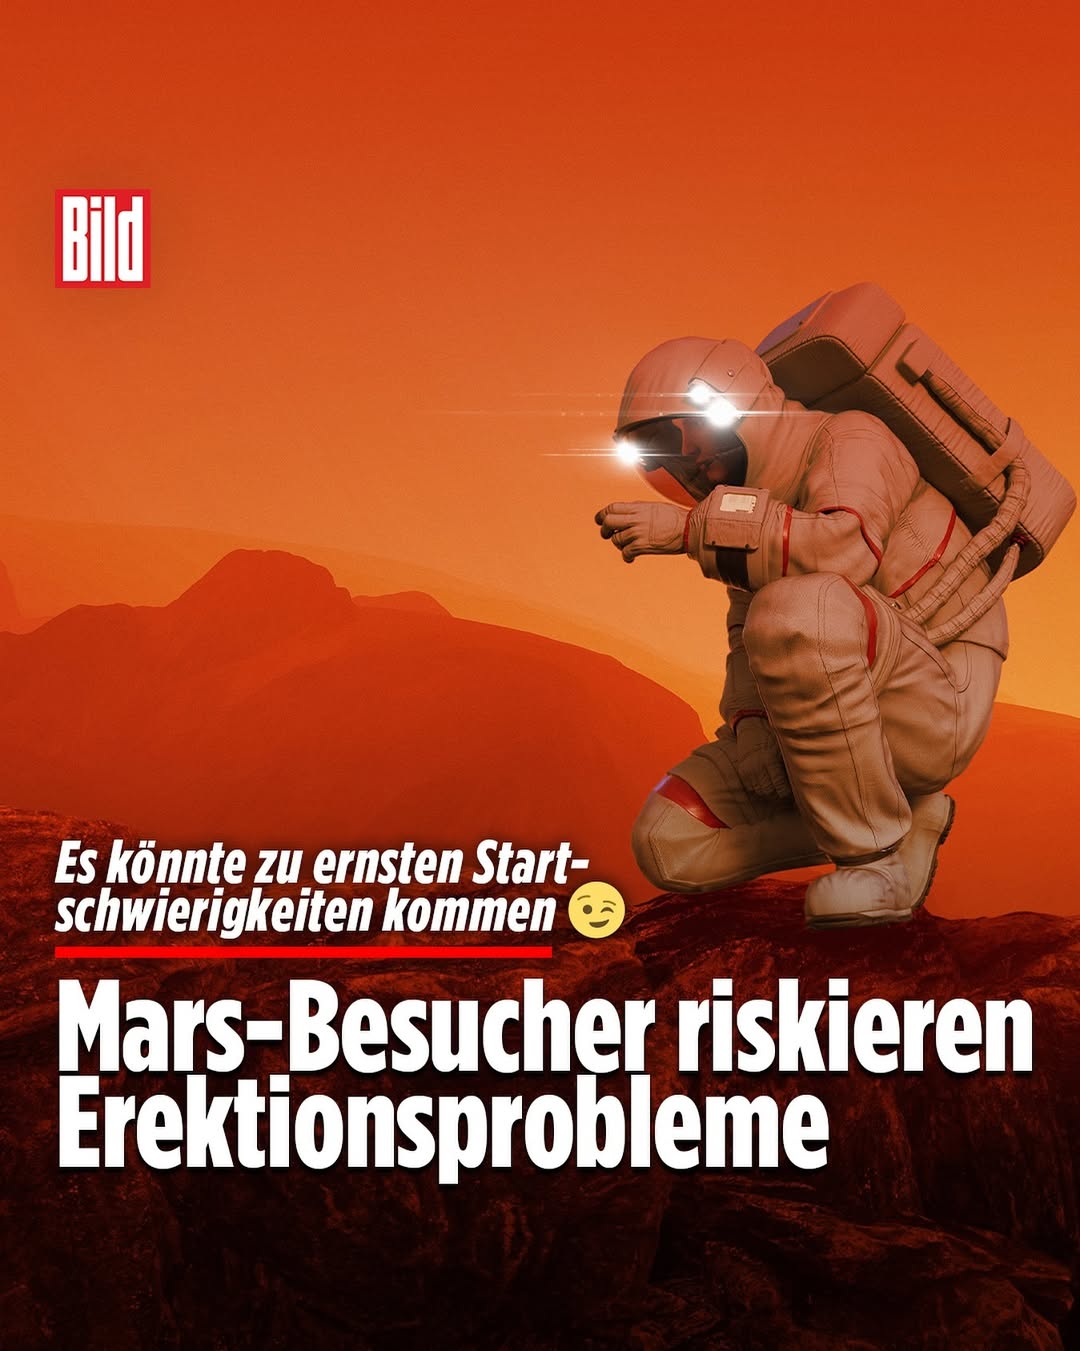 Bild
Es könnte zu ernsten Start-
schwierigkeiten kommen 😉
Mars-Besucher riskieren
Erektionsprobleme